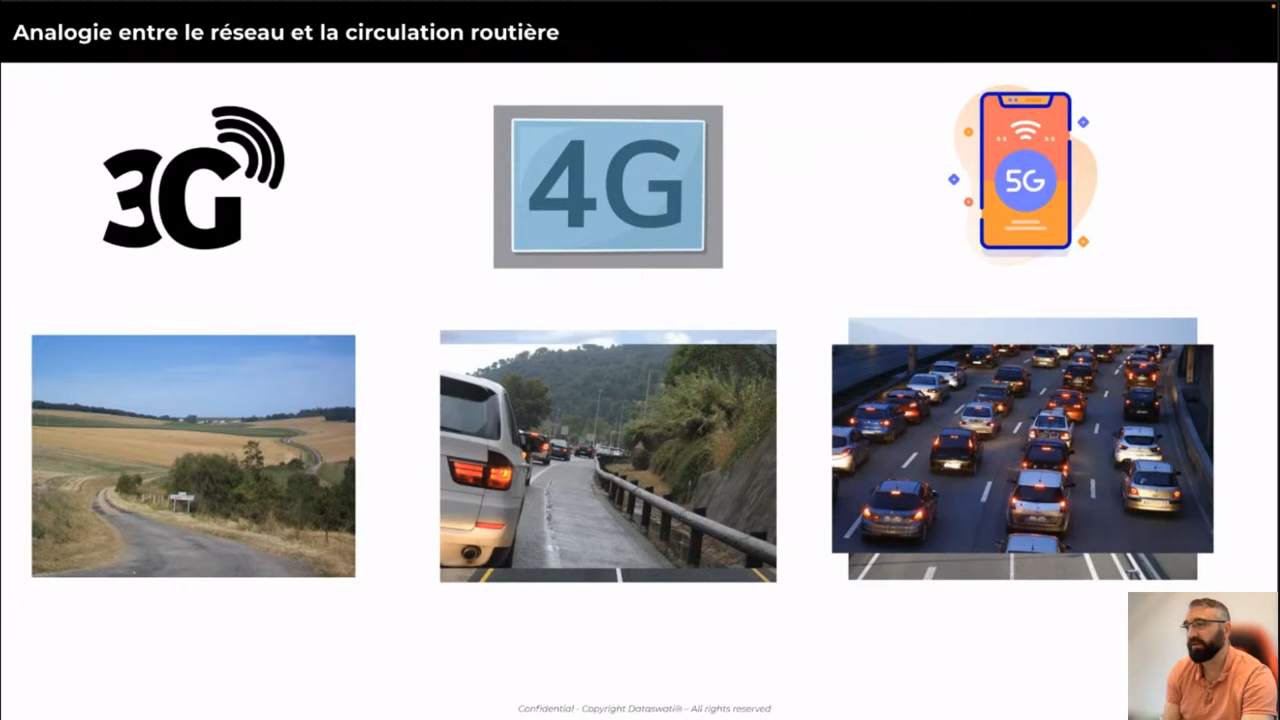 Analogie entre le réseau et la circulation routière
3G
4G
5G
Confidential - Copyright Dataswati® - All rights reserved